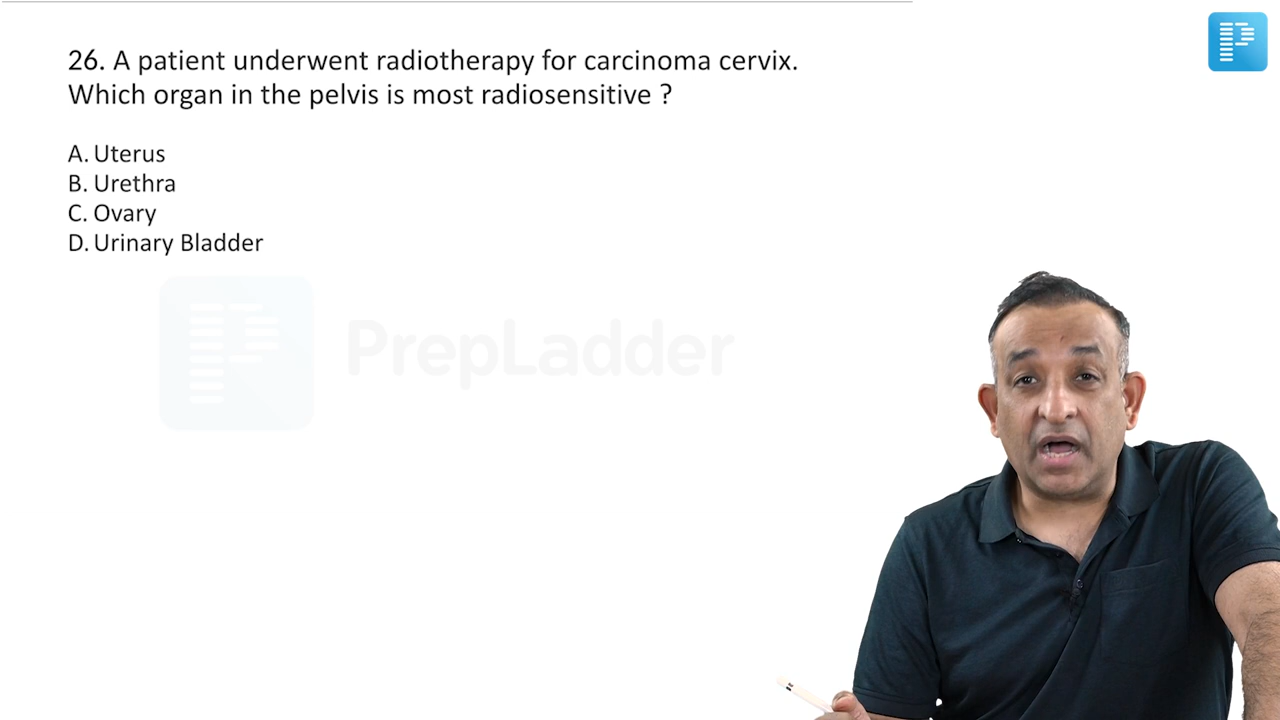 26. A patient underwent radiotherapy for carcinoma cervix.
Which organ in the pelvis is most radiosensitive ?
A. Uterus
B. Urethra
C. Ovary
D. Urinary Bladder
PrepLadder